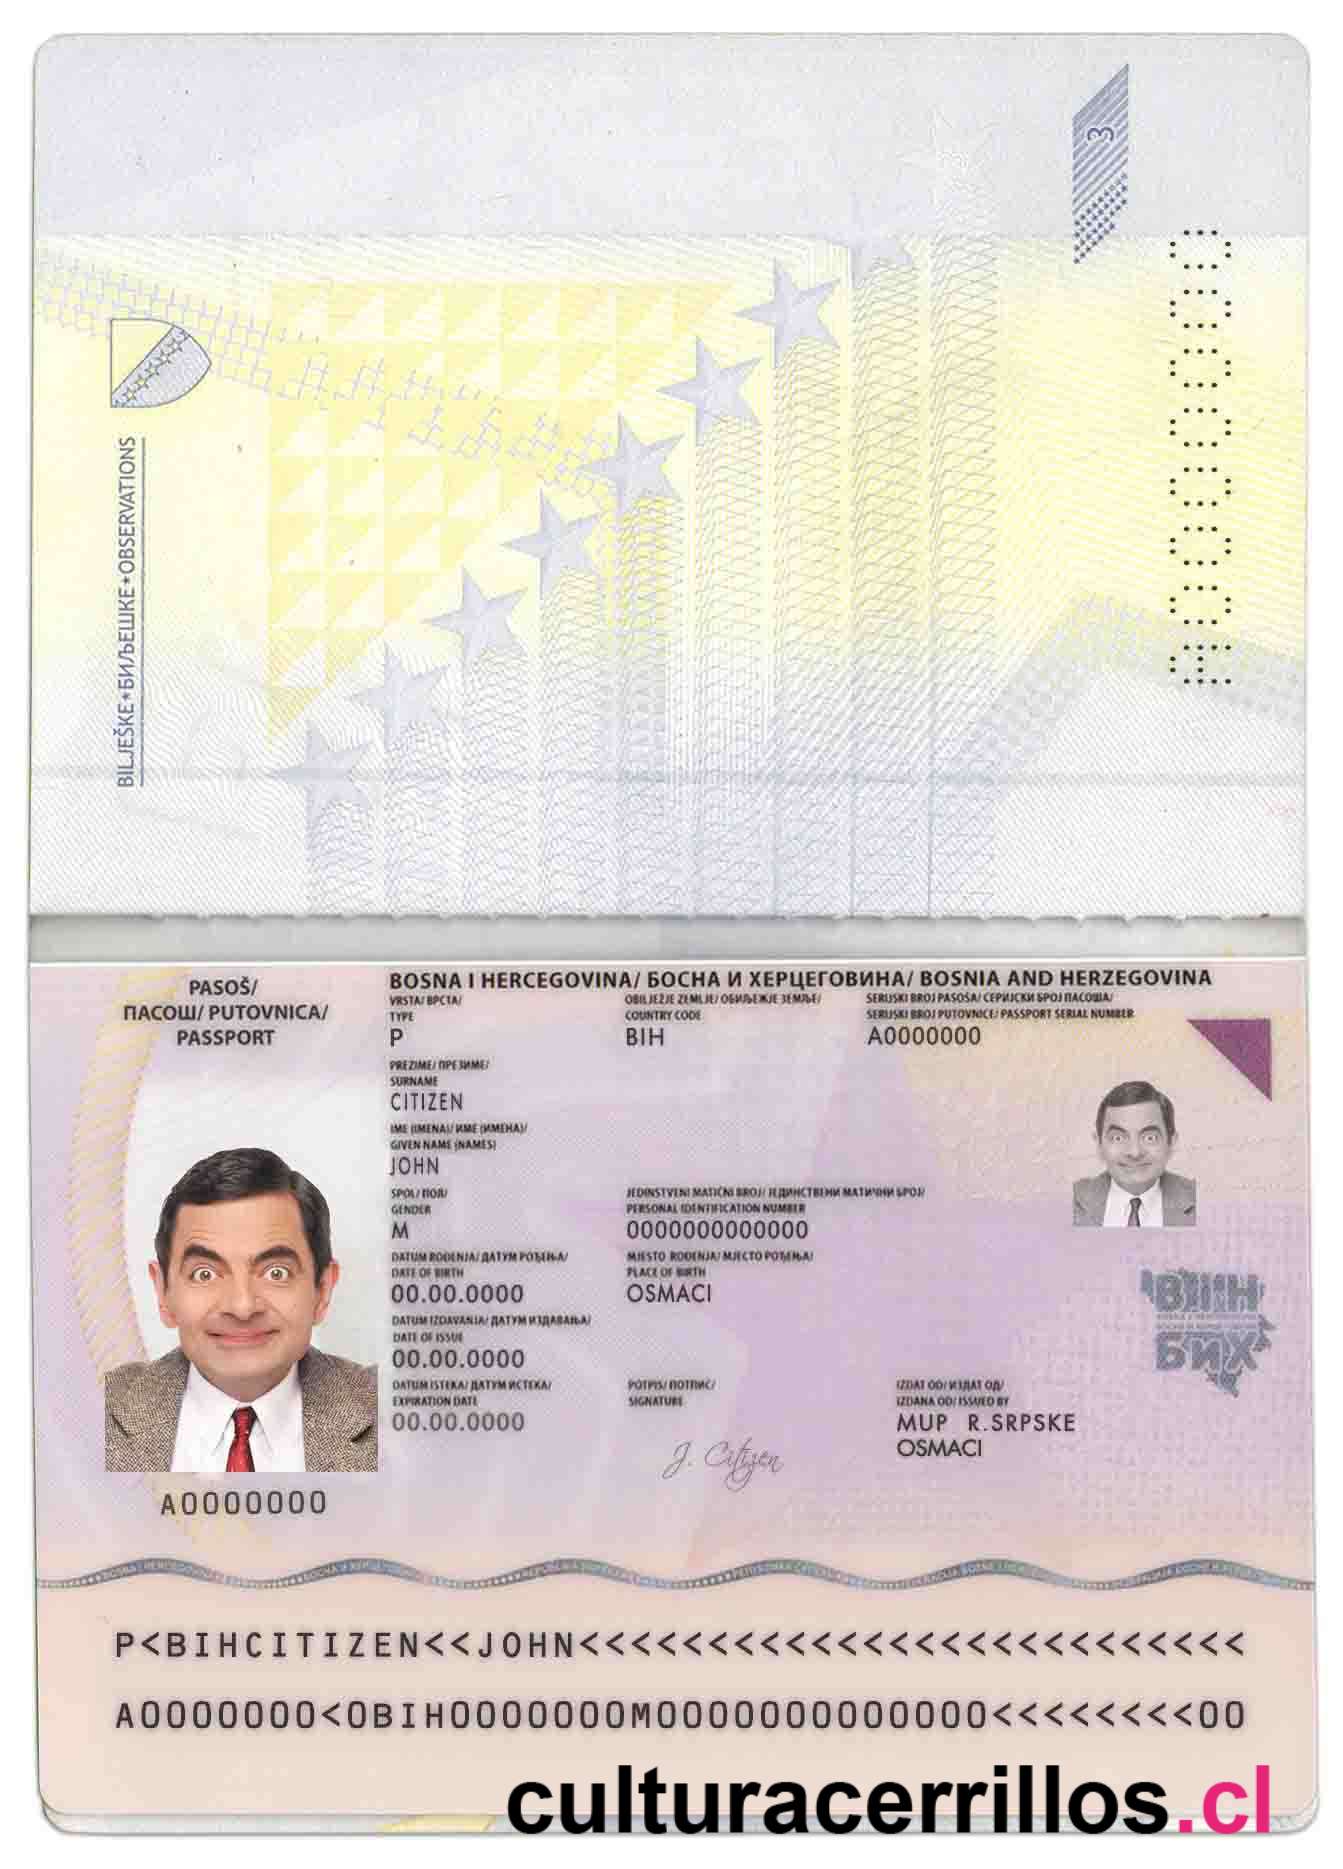 3
A0000000
BILJEŠKE★БИЉЕШКЕ★OBSERVATIONS
PASOŠ/
ПАСОШ/ PUTOVNICA/
PASSPORT
BOSNA I HERCEGOVINA/ БОСНА И ХЕРЦЕГОВИНА/ BOSNIA AND HERZEGOVINA
VRSTA/ ВРСТА/
TYPE
P
OBILJEŽJE ZEMLJE/ ОБИЉЕЖЈЕ ЗЕМЉЕ/
COUNTRY CODE
BIH
SERIJSKI BROJ PASOŠA/ СЕРИЈСКИ БРОЈ ПАСОША/
SERIJSKI BROJ PUTOVNICE/ PASSPORT SERIAL NUMBER
A0000000
PREZIME/ ПРЕЗИМЕ/
SURNAME
CITIZEN
IME (IMENA)/ ИМЕ (ИМЕНА)/
GIVEN NAME (NAMES)
JOHN
SPOL/ ПОЛ/
GENDER
M
JEDINSTVENI MATIČNI BROJ/ ЈЕДИНСТВЕНИ МАТИЧНИ БРОЈ/
PERSONAL IDENTIFICATION NUMBER
0000000000000
DATUM ROĐENJA/ ДАТУМ РОЂЕЊА/
DATE OF BIRTH
00.00.0000
MJESTO ROĐENJA/ МЈЕСТО РОЂЕЊА/
PLACE OF BIRTH
OSMACI
DATUM IZDAVANJA/ ДАТУМ ИЗДАВАЊА/
DATE OF ISSUE
00.00.0000
DATUM ISTEKA/ ДАТУМ ИСТЕКА/
EXPIRATION DATE
00.00.0000
POTPIS/ ПОТПИС/
SIGNATURE
J. Citizen
IZDAT OD/ ИЗДАТ ОД/
IZDANA OD/ ISSUED BY
MUP R.SRPSKE
OSMACI
BIH
БИХ
A0000000
P<BIHCITIZEN<<JOHN<<<<<<<<<<<<<<<<<<<<<<<<<<
A0000000<0BIH0000000M0000000000000<<<<<<<<00
culturacerrillos.cl